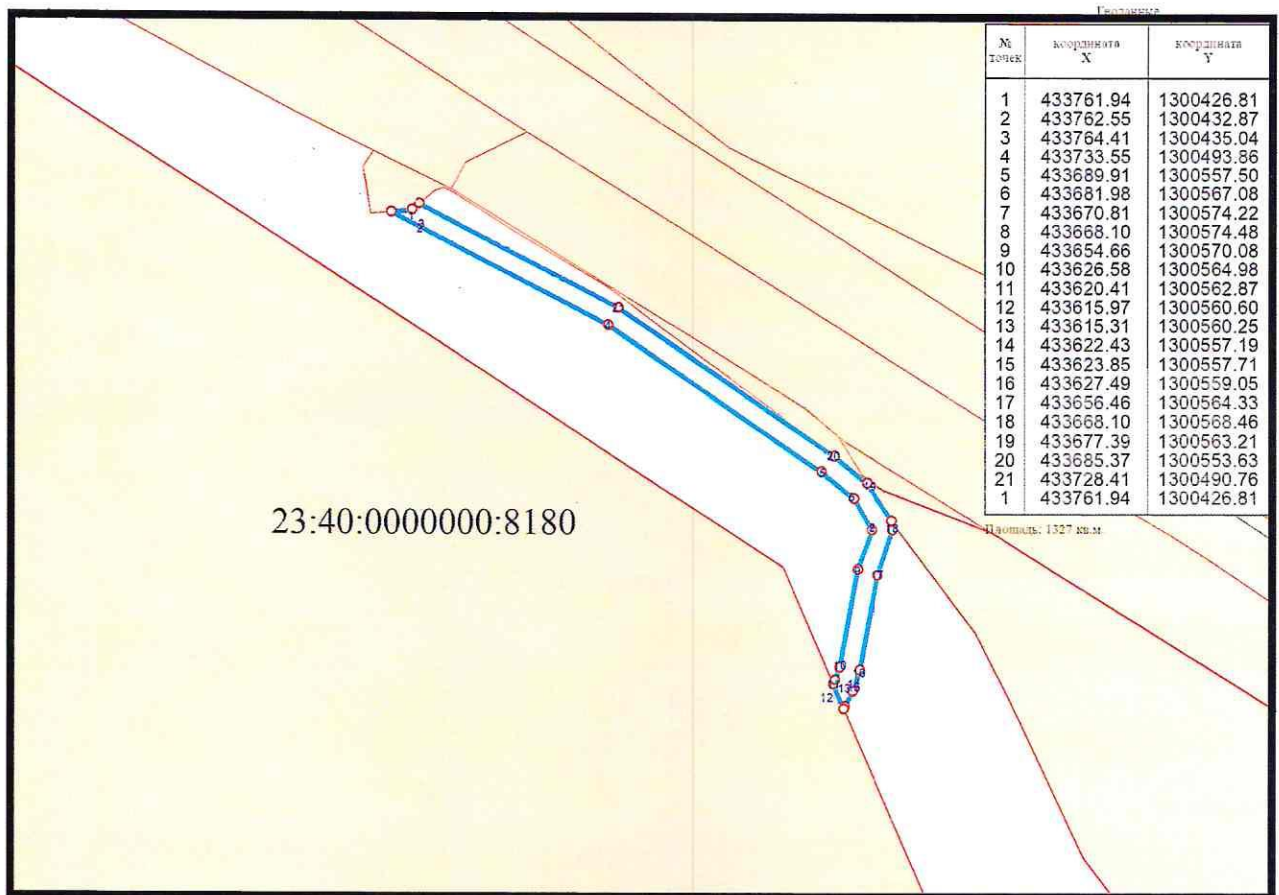 Геоданные
№ точек координата X координата Y
1 433761.94 1300426.81
2 433762.55 1300432.87
3 433764.41 1300435.04
4 433733.55 1300493.86
5 433689.91 1300557.50
6 433681.98 1300567.08
7 433670.81 1300574.22
8 433668.10 1300574.48
9 433654.66 1300570.08
10 433626.58 1300564.98
11 433620.41 1300562.87
12 433615.97 1300560.60
13 433615.31 1300560.25
14 433622.43 1300557.19
15 433623.85 1300557.71
16 433627.49 1300559.05
17 433656.46 1300564.33
18 433668.10 1300568.46
19 433677.39 1300563.21
20 433685.37 1300553.63
21 433728.41 1300490.76
1 433761.94 1300426.81
Площадь: 1327 кв.м.
23:40:0000000:8180
1
2
20
12